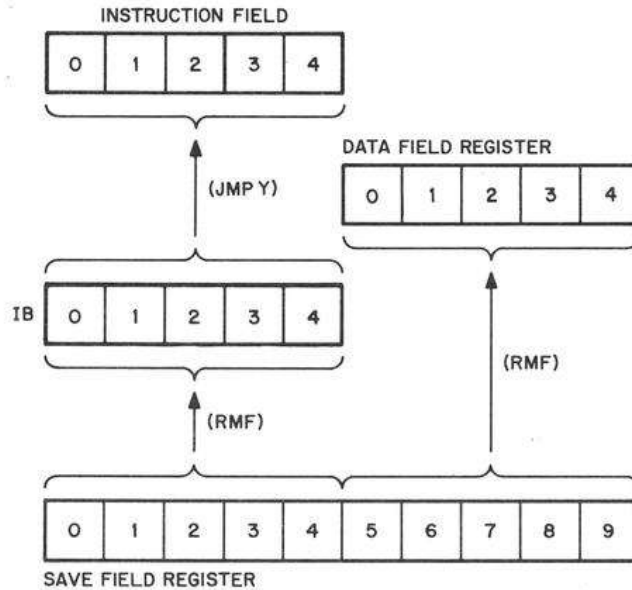 INSTRUCTION FIELD
0 1 2 3 4
DATA FIELD REGISTER
(JMP Y)
0 1 2 3 4
IB 0 1 2 3 4
(RMF)
(RMF)
0 1 2 3 4 5 6 7 8 9
SAVE FIELD REGISTER